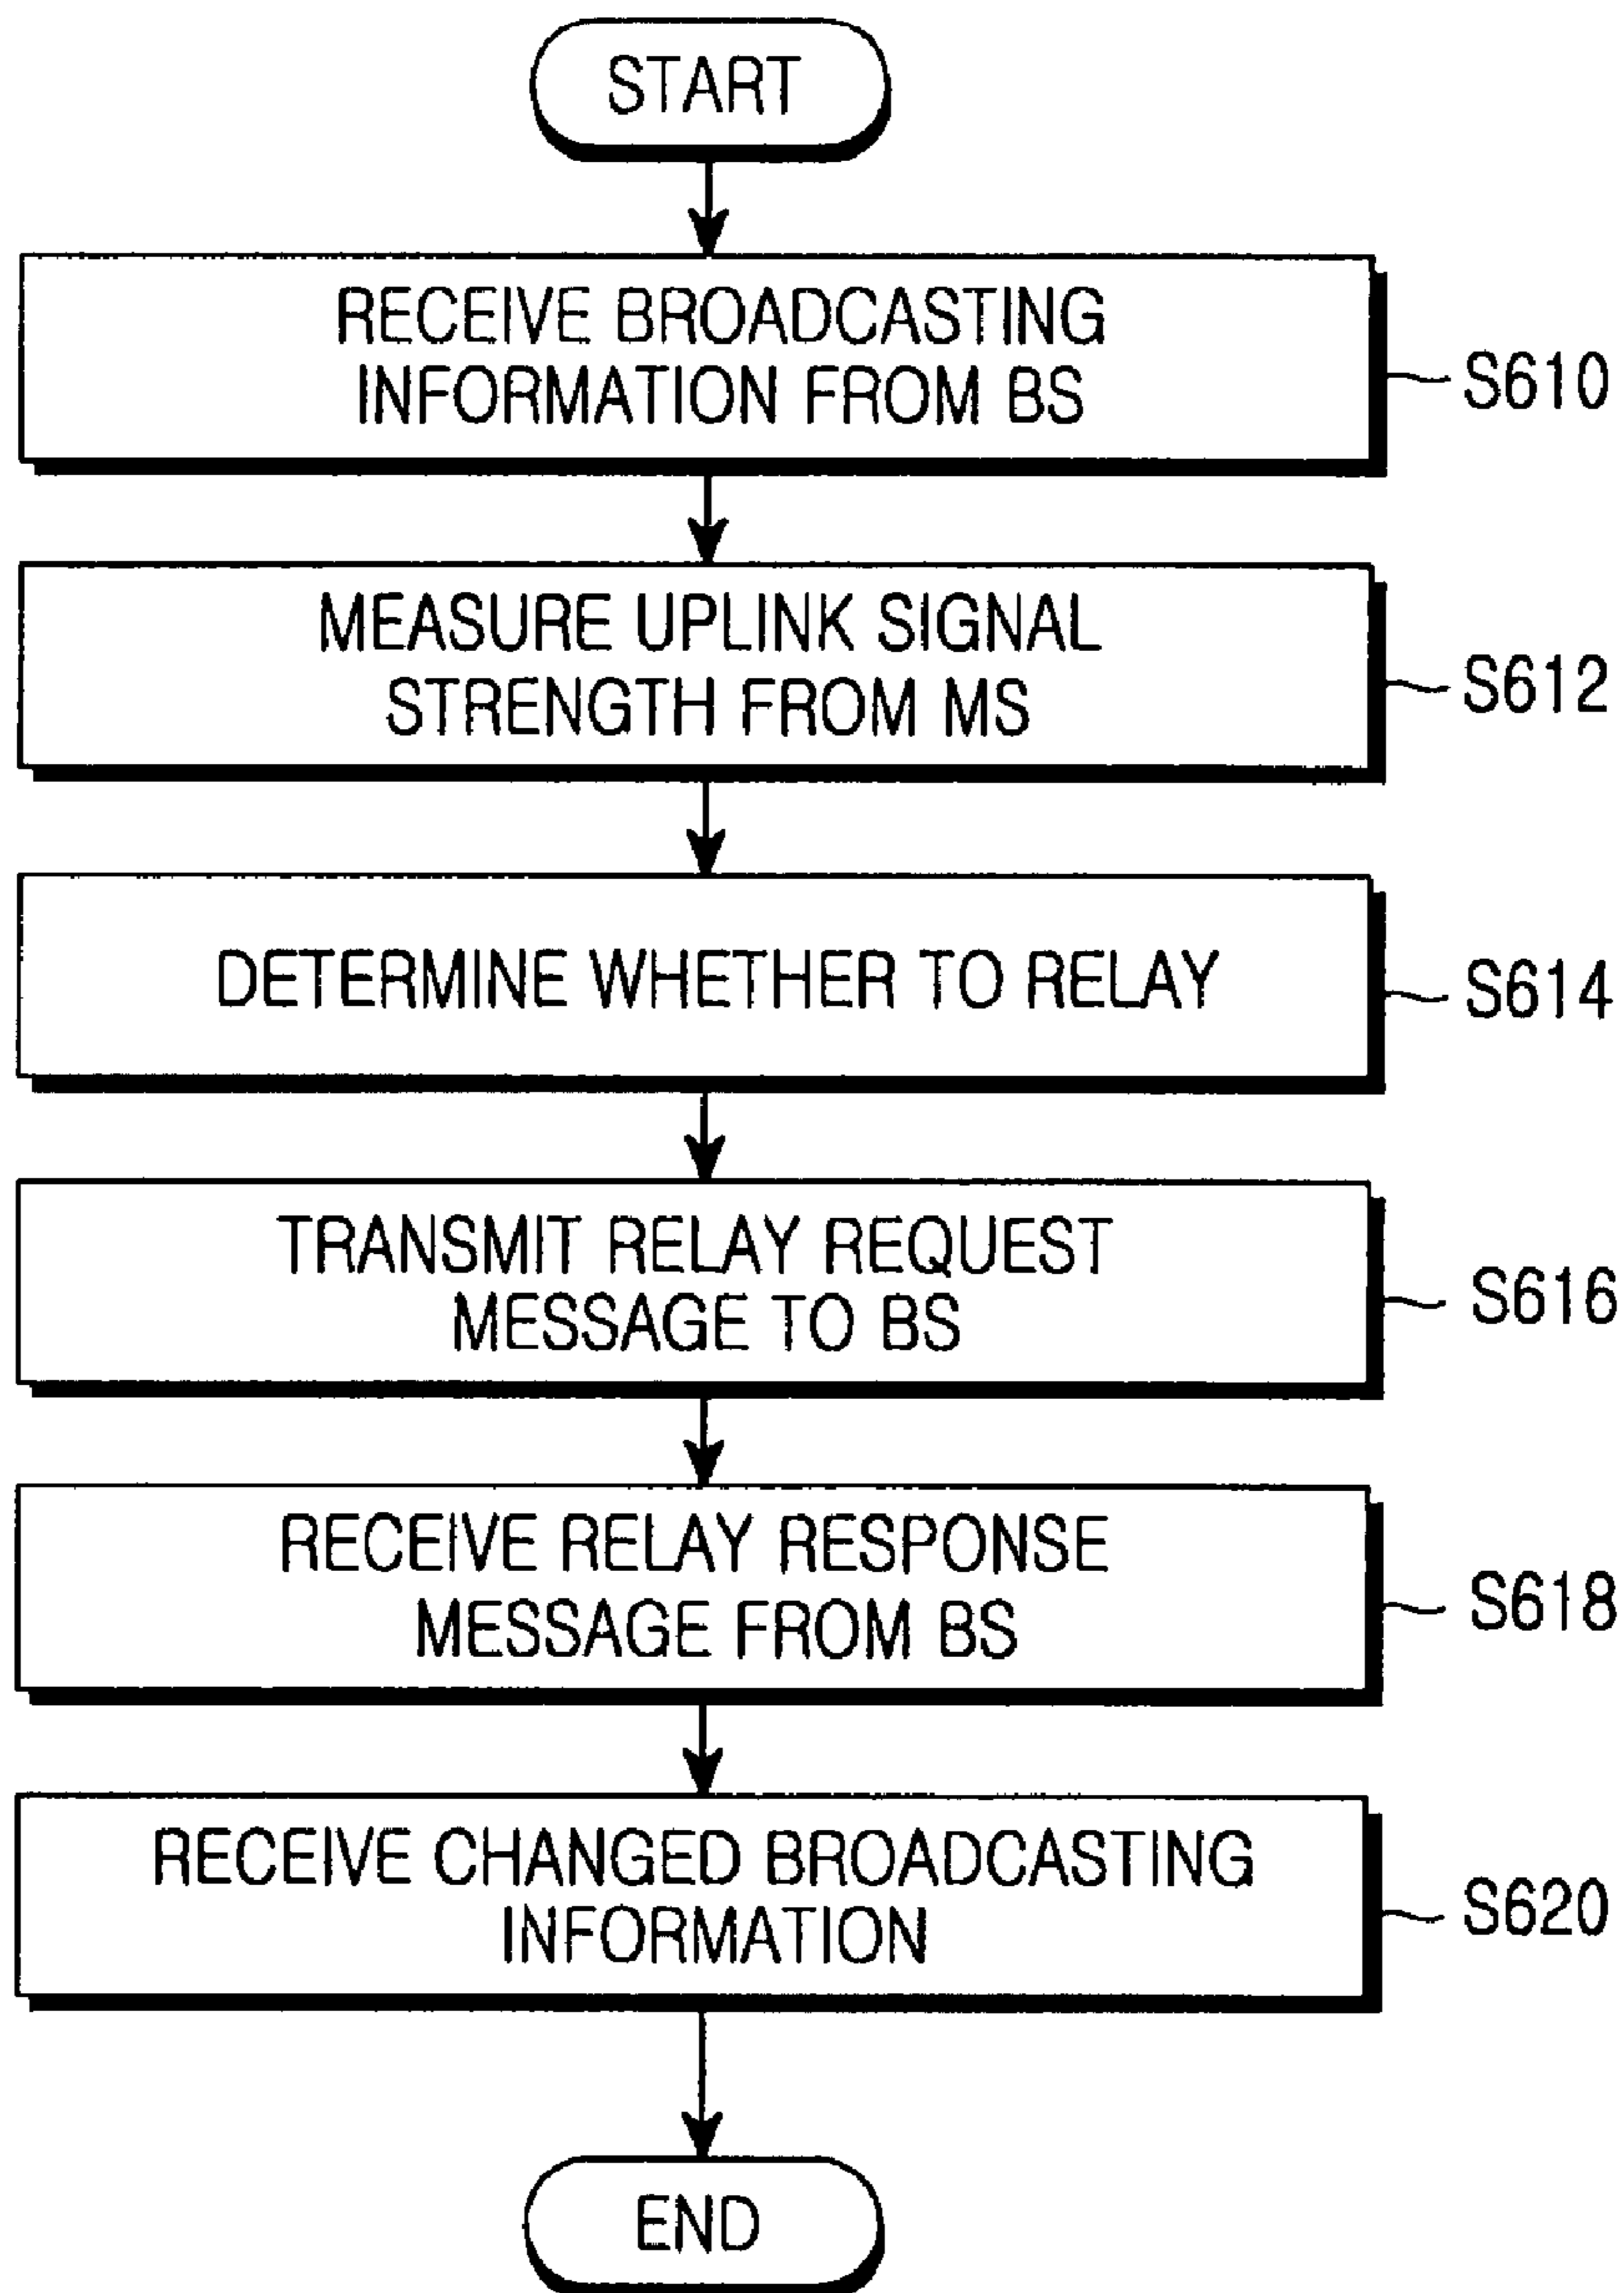 START
RECEIVE BROADCASTING
INFORMATION FROM BS
S610
MEASURE UPLINK SIGNAL
STRENGTH FROM MS
S612
DETERMINE WHETHER TO RELAY
S614
TRANSMIT RELAY REQUEST
MESSAGE TO BS
S616
RECEIVE RELAY RESPONSE
MESSAGE FROM BS
S618
RECEIVE CHANGED BROADCASTING
INFORMATION
S620
END